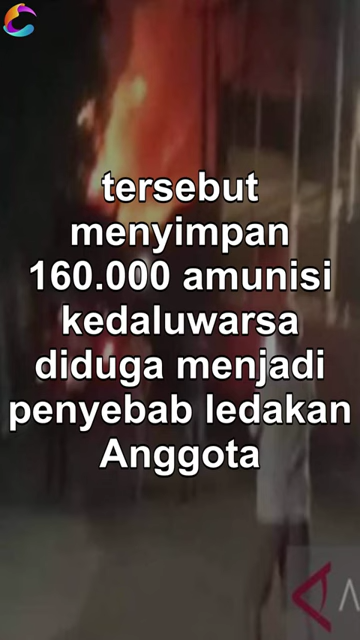 tersebut
menyimpan
160.000 amunisi
kedaluwarsa
diduga menjadi
penyebab ledakan
Anggota